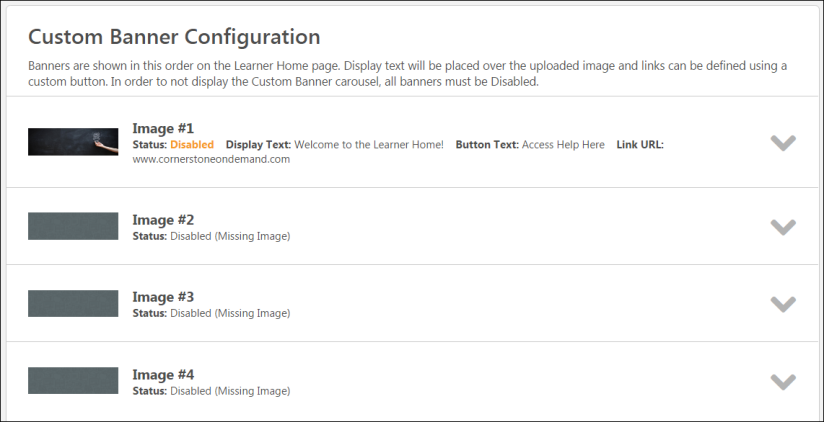 Custom Banner Configuration
Banners are shown in this order on the Learner Home page. Display text will be placed over the uploaded image and links can be defined using a
custom button. In order to not display the Custom Banner carousel, all banners must be Disabled.
Image #1
Status: Disabled Display Text: Welcome to the Learner Home! Button Text: Access Help Here Link URL:
www.cornerstoneondemand.com
Image #2
Status: Disabled (Missing Image)
Image #3
Status: Disabled (Missing Image)
Image #4
Status: Disabled (Missing Image)